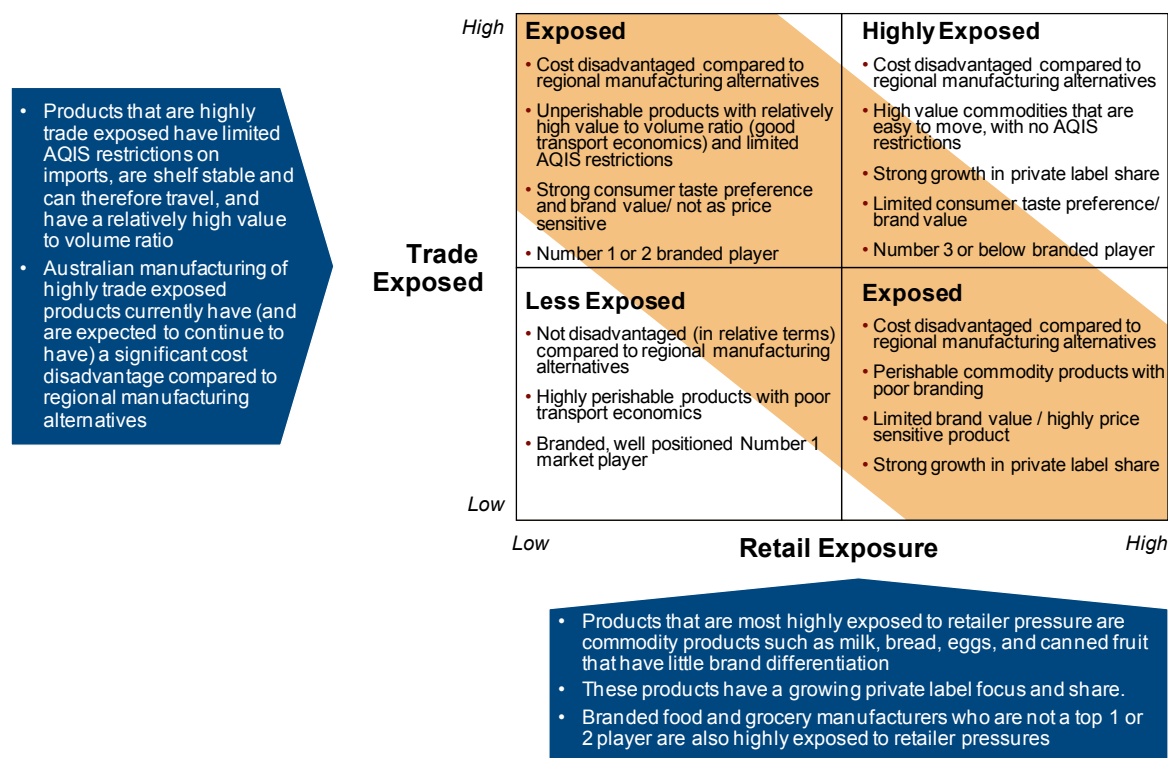 High
Exposed
• Cost disadvantaged compared to
regional manufacturing alternatives
• Unperishable products with relatively
high value to volume ratio (good
transport economics) and limited
AQIS restrictions
• Strong consumer taste preference
and brand value/ not as price
sensitive
• Number 1 or 2 branded player
Highly Exposed
• Cost disadvantaged compared to
regional manufacturing alternatives
• High value commodities that are
easy to move, with no AQIS
restrictions
• Strong growth in private label share
• Limited consumer taste preference/
brand value
• Number 3 or below branded player
• Products that are highly
trade exposed have limited
AQIS restrictions on
imports, are shelf stable and
can therefore travel, and
have a relatively high value
to volume ratio
• Australian manufacturing of
highly trade exposed
products currently have (and
are expected to continue to
have) a significant cost
disadvantage compared to
regional manufacturing
alternatives
Trade
Exposed
Less Exposed
• Not disadvantaged (in relative terms)
compared to regional manufacturing
alternatives
• Highly perishable products with poor
transport economics
• Branded, well positioned Number 1
market player
Exposed
• Cost disadvantaged compared to
regional manufacturing alternatives
• Perishable commodity products with
poor branding
• Limited brand value / highly price
sensitive product
• Strong growth in private label share
Low
Low
Retail Exposure
High
• Products that are most highly exposed to retailer pressure are
commodity products such as milk, bread, eggs, and canned fruit
that have little brand differentiation
• These products have a growing private label focus and share.
• Branded food and grocery manufacturers who are not a top 1 or
2 player are also highly exposed to retailer pressures